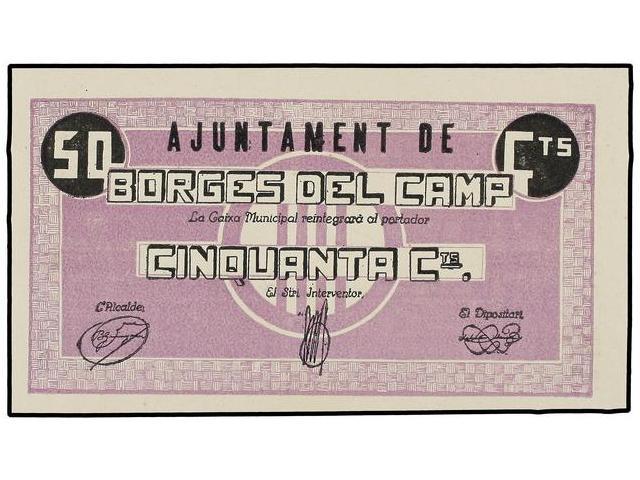 50 AJUNTAMENT DE CTS
BORGES DEL CAMP
La Caixa Municipal reintegrarà al portador
CINQUANTA CTS.
El Stri. Interventor,
L'Alcalde,
El Dipositari,